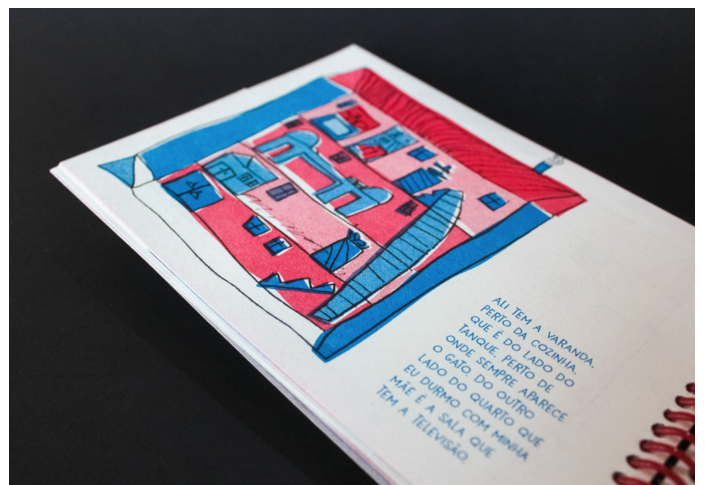 ALI TEM A VARANDA,
PERTO DA COZINHA,
QUE É DO LADO DO
TANQUE, PERTO DE
ONDE SEMPRE APARECE
O GATO. DO OUTRO
LADO DO QUARTO QUE
EU DURMO COM MINHA
MÃE É A SALA QUE
TEM A TELEVISÃO.